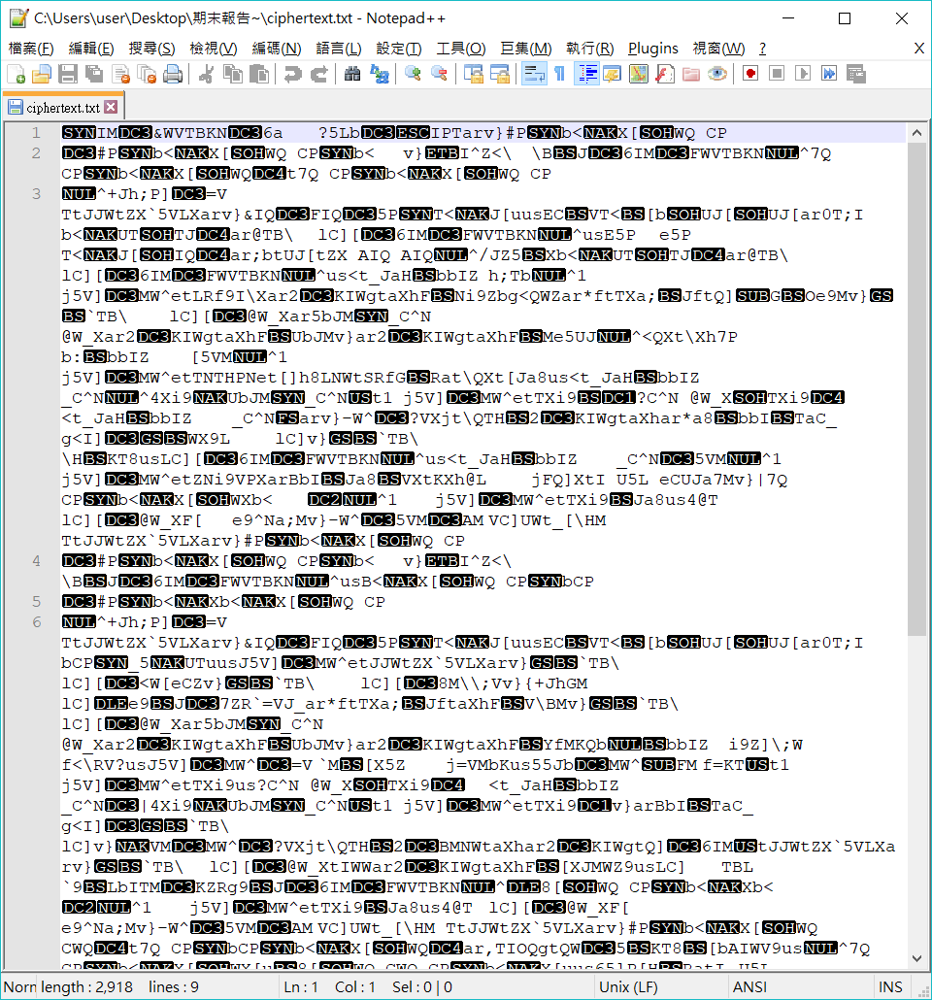 C:\Users\user\Desktop\期末報告~\ciphertext.txt - Notepad++
檔案(F) 編輯(E) 搜尋(S) 檢視(V) 編碼(N) 語言(L) 設定(T) 工具(O) 巨集(M) 執行(R) Plugins 視窗(W) ? X
ciphertext.txt
1 SYNIMDC3&WVTBKNDC36a ?5LbDC3ESCIPTarv}#PSYNb<NAKX[SOHWQ CP
2 DC3#PSYNb<NAKX[SOHWQ CPSYNb< v}ETBI^Z<\ \BBSJDC36IMDC3FWVTBKNNUL^7Q
CPSYNb<NAKX[SOHWQDC4t7Q CPSYNb<NAKX[SOHWQ CP
3 NUL^+Jh;P]DC3=V
TtJJWtZX`5VLXarv}&IQDC3FIQDC35PSYNT<NAKJ[uusECBSVT<BS[bSOHUJ[SOHUJ[ar0T;I
b<NAKUTSOHTJDC4ar@TB\ lC][DC36IMDC3FWVTBKNNUL^usE5P e5P
T<NAKJ[SOHIQDC4ar;btUJ[tZX AIQ AIQNUL^/JZ5BSXb<NAKUTSOHTJDC4ar@TB\
lC][DC36IMDC3FWVTBKNNUL^us<t_JaHBSbbIZ h;TbNUL^1
j5V]DC3MW^etLRf9I\Xar2DC3KIWgtaXhFBSNi9Zbg<QWZar*ftTXa;BSJftQ]SUBGBSOe9Mv}GS
BS`TB\ lC][DC3@W_Xar5bJMSYN_C^N
@W_Xar2DC3KIWgtaXhFBSUbJMv}ar2DC3KIWgtaXhFBSMe5UJNUL^<QXt\Xh7P
b:BSbbIZ [5VMNUL^1
j5V]DC3MW^etTNTHPNet[]h8LNWtSRfGBSRat\QXt[Ja8us<t_JaHBSbbIZ
_C^NNUL^4Xi9NAKUbJMSYN_C^NUSt1 j5V]DC3MW^etTXi9BSDC1?C^N @W_XSOHTXi9DC4
<t_JaHBSbbIZ _C^NFSarv}-W^DC3?VXjt\QTHBS2DC3KIWgtaXhar*a8BSbbIBSTaC_
g<I]DC3GSBSWX9L lC]v}GSBS`TB\
\HBSKT8usLC][DC36IMDC3FWVTBKNNUL^us<t_JaHBSbbIZ _C^NDC35VMNUL^1
j5V]DC3MW^etZNi9VPXarBbIBSJa8BSVXtKXh@L jFQ]XtI U5L eCUJa7Mv}|7Q
CPSYNb<NAKX[SOHWXb< DC2NUL^1 j5V]DC3MW^etTXi9BSJa8us4@T
lC][DC3@W_XF[ e9^Na;Mv}-W^DC35VMDC3AM VC]UWt_[\HM
TtJJWtZX`5VLXarv}#PSYNb<NAKX[SOHWQ CP
4 DC3#PSYNb<NAKX[SOHWQ CPSYNb< v}ETBI^Z<\
\BBSJDC36IMDC3FWVTBKNNUL^usB<NAKX[SOHWQ CPSYNbCP
5 DC3#PSYNb<NAKXb<NAKX[SOHWQ CP
6 NUL^+Jh;P]DC3=V
TtJJWtZX`5VLXarv}&IQDC3FIQDC35PSYNT<NAKJ[uusECBSVT<BS[bSOHUJ[SOHUJ[ar0T;I
bCPSYN_5NAKUTuusJ5V]DC3MW^etJJWtZX`5VLXarv}GSBS`TB\
lC][DC3<W[eCZv}GSBS`TB\ lC][DC38M\\;Vv}{+JhGM
lC]DLEe9BSJDC37ZR`=VJ_ar*ftTXa;BSJftaXhFBSV\BMv}GSBS`TB\
lC][DC3@W_Xar5bJMSYN_C^N
@W_Xar2DC3KIWgtaXhFBSUbJMv}ar2DC3KIWgtaXhFBSYfMKQbNULBSbbIZ i9Z]\;W
f<\RV?usJ5V]DC3MW^DC3=V `MBS[X5Z j=VMbKus55JbDC3MW^SUBFM f=KTUSt1
j5V]DC3MW^etTXi9us?C^N @W_XSOHTXi9DC4 <t_JaHBSbbIZ
_C^NDC3|4Xi9NAKUbJMSYN_C^NUSt1 j5V]DC3MW^etTXi9DC1v}arBbIBSTaC_
g<I]DC3GSBS`TB\
lC]v}NAKVMDC3MW^DC3?VXjt\QTHBS2DC3BMNWtaXhar2DC3KIWgtQ]DC36IMUStJJWtZX`5VLXa
rv}GSBS`TB\ lC][DC3@W_XtIWWar2DC3KIWgtaXhFBS[XJMWZ9usLC] TBL
`9BSLbITMDC3KZRg9BSJDC36IMDC3FWVTBKNNUL^DLE8[SOHWQ CPSYNb<NAKXb<
DC2NUL^1 j5V]DC3MW^etTXi9BSJa8us4@T lC][DC3@W_XF[
e9^Na;Mv}-W^DC35VMDC3AM VC]UWt_[\HM TtJJWtZX`5VLXarv}#PSYNb<NAKX[SOHWQ
CWQDC4t7Q CPSYNbCPSYNb<NAKX[SOHWQDC4ar,TIOQgtQWDC35BSKT8BS[bAIWV9usNUL^7Q
Norn length : 2,918 lines : 9 Ln : 1 Col : 1 Sel : 0 | 0 Unix (LF) ANSI INS